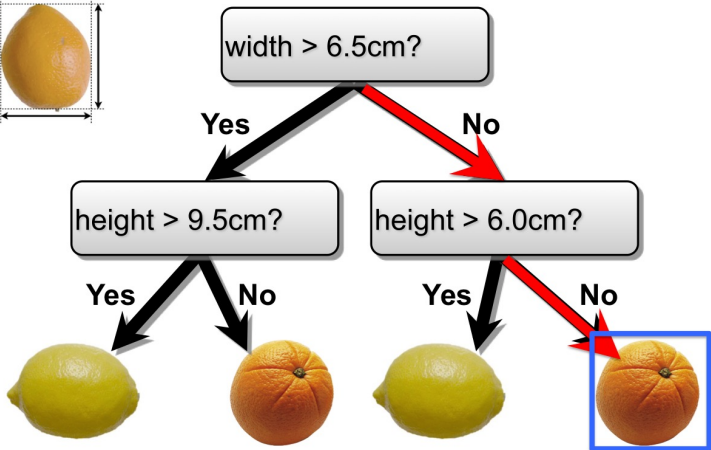 width > 6.5cm?
Yes
No
height > 9.5cm?
height > 6.0cm?
Yes
No
Yes
No